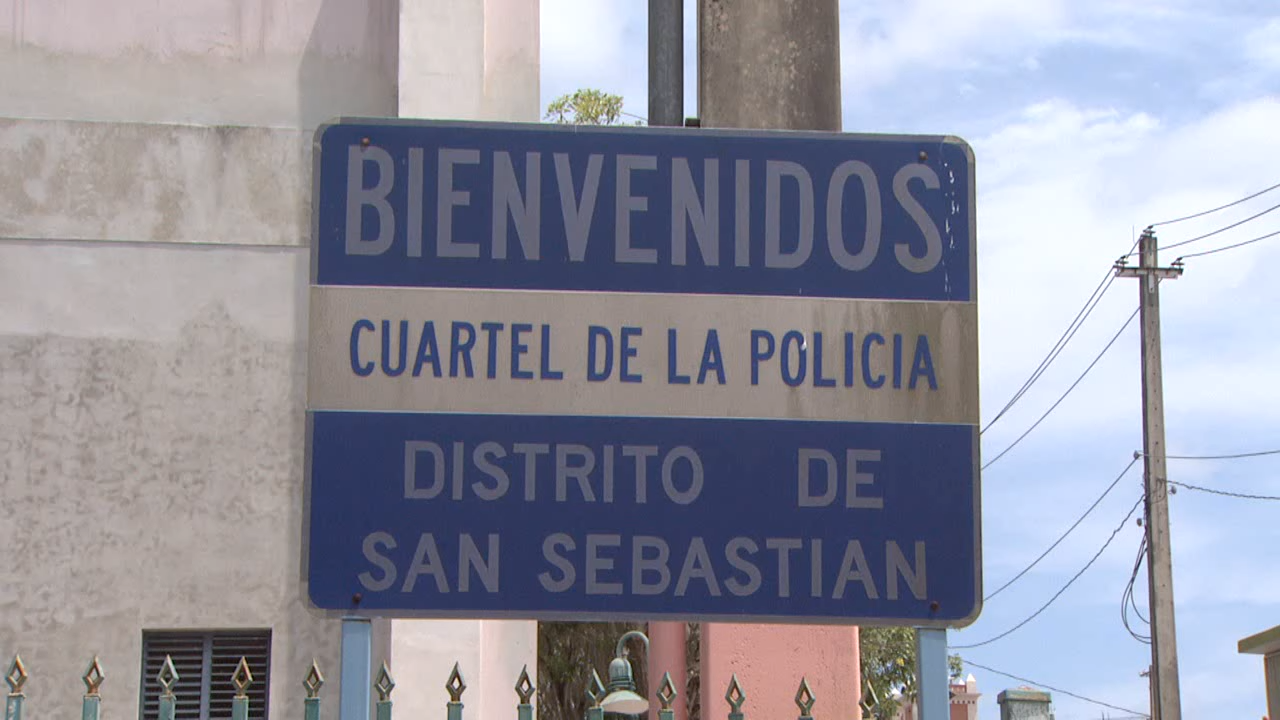 BIENVENIDOS
CUARTEL DE LA POLICIA
DISTRITO DE
SAN SEBASTIAN